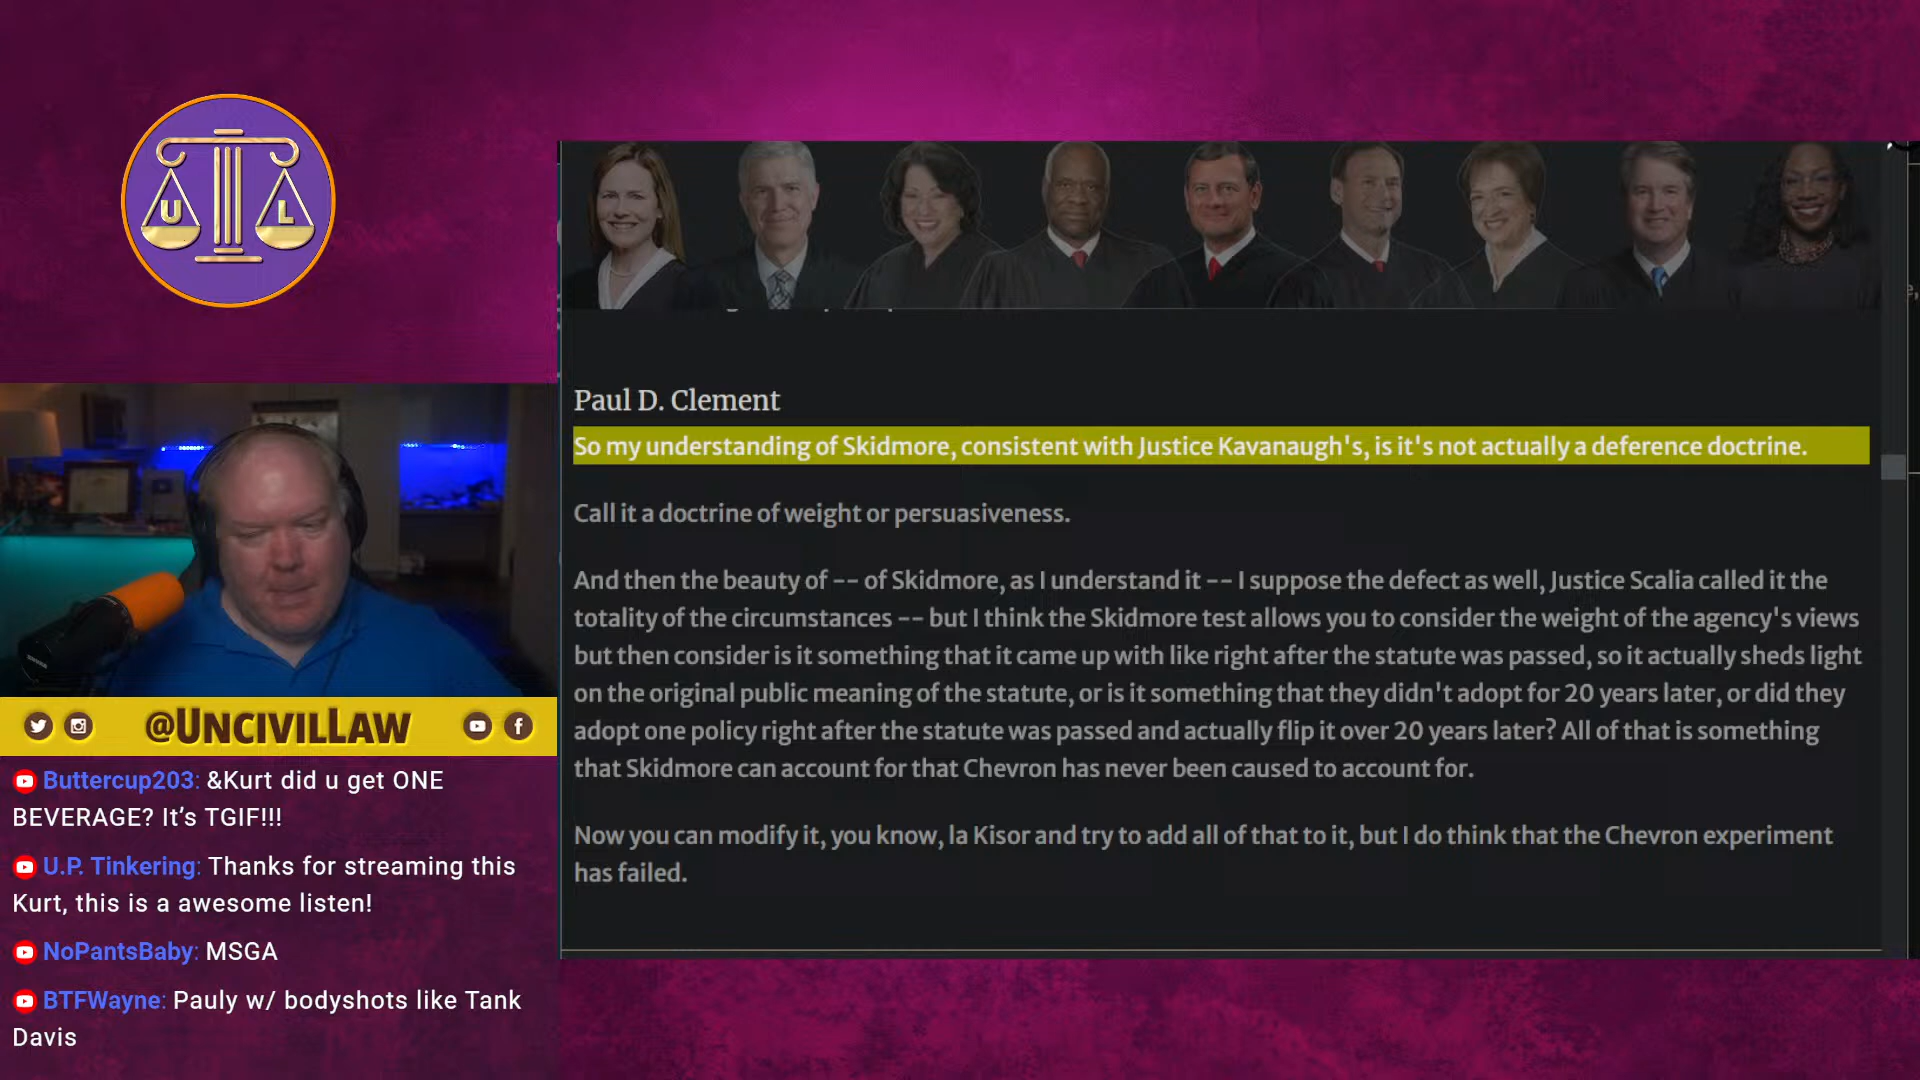 U L
Paul D. Clement
So my understanding of Skidmore, consistent with Justice Kavanaugh's, is it's not actually a deference doctrine.
Call it a doctrine of weight or persuasiveness.
And then the beauty of -- of Skidmore, as I understand it -- I suppose the defect as well, Justice Scalia called it the
totality of the circumstances -- but I think the Skidmore test allows you to consider the weight of the agency's views
but then consider is it something that it came up with like right after the statute was passed, so it actually sheds light
on the original public meaning of the statute, or is it something that they didn't adopt for 20 years later, or did they
adopt one policy right after the statute was passed and actually flip it over 20 years later? All of that is something
that Skidmore can account for that Chevron has never been caused to account for.
Now you can modify it, you know, la Kisor and try to add all of that to it, but I do think that the Chevron experiment
has failed.
@UNCIVILLAW
Buttercup203: &Kurt did u get ONE
BEVERAGE? It's TGIF!!!
U.P. Tinkering: Thanks for streaming this
Kurt, this is a awesome listen!
NoPantsBaby: MSGA
BTFWayne: Pauly w/ bodyshots like Tank
Davis